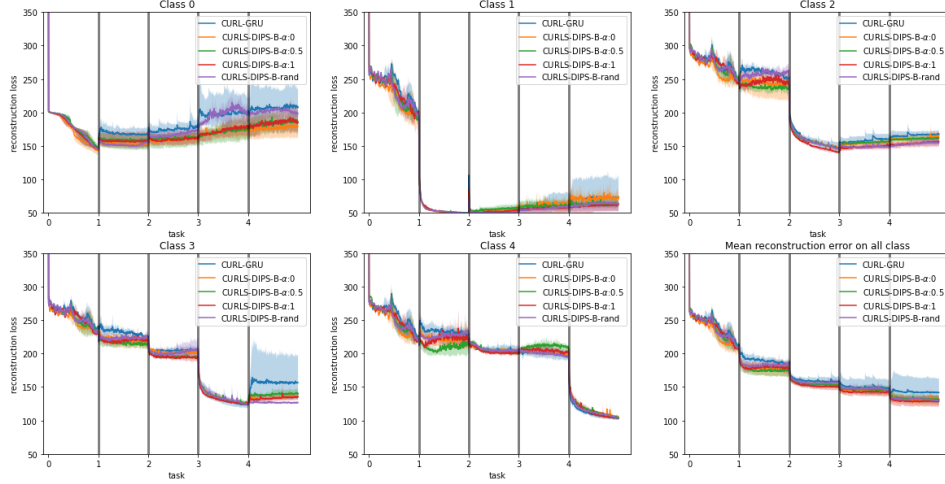 Class 0
350
300
250
200
150
100
50
reconstruction loss
0
1
2
3
4
task
CURL-GRU
CURLS-DIPS-B-α:0
CURLS-DIPS-B-α:0.5
CURLS-DIPS-B-α:1
CURLS-DIPS-B-rand
Class 1
350
300
250
200
150
100
50
reconstruction loss
0
1
2
3
4
task
CURL-GRU
CURLS-DIPS-B-α:0
CURLS-DIPS-B-α:0.5
CURLS-DIPS-B-α:1
CURLS-DIPS-B-rand
Class 2
350
300
250
200
150
100
50
reconstruction loss
0
1
2
3
4
task
CURL-GRU
CURLS-DIPS-B-α:0
CURLS-DIPS-B-α:0.5
CURLS-DIPS-B-α:1
CURLS-DIPS-B-rand
Class 3
350
300
250
200
150
100
50
reconstruction loss
0
1
2
3
4
task
CURL-GRU
CURLS-DIPS-B-α:0
CURLS-DIPS-B-α:0.5
CURLS-DIPS-B-α:1
CURLS-DIPS-B-rand
Class 4
350
300
250
200
150
100
50
reconstruction loss
0
1
2
3
4
task
CURL-GRU
CURLS-DIPS-B-α:0
CURLS-DIPS-B-α:0.5
CURLS-DIPS-B-α:1
CURLS-DIPS-B-rand
Mean reconstruction error on all class
350
300
250
200
150
100
50
reconstruction loss
0
1
2
3
4
task
CURL-GRU
CURLS-DIPS-B-α:0
CURLS-DIPS-B-α:0.5
CURLS-DIPS-B-α:1
CURLS-DIPS-B-rand